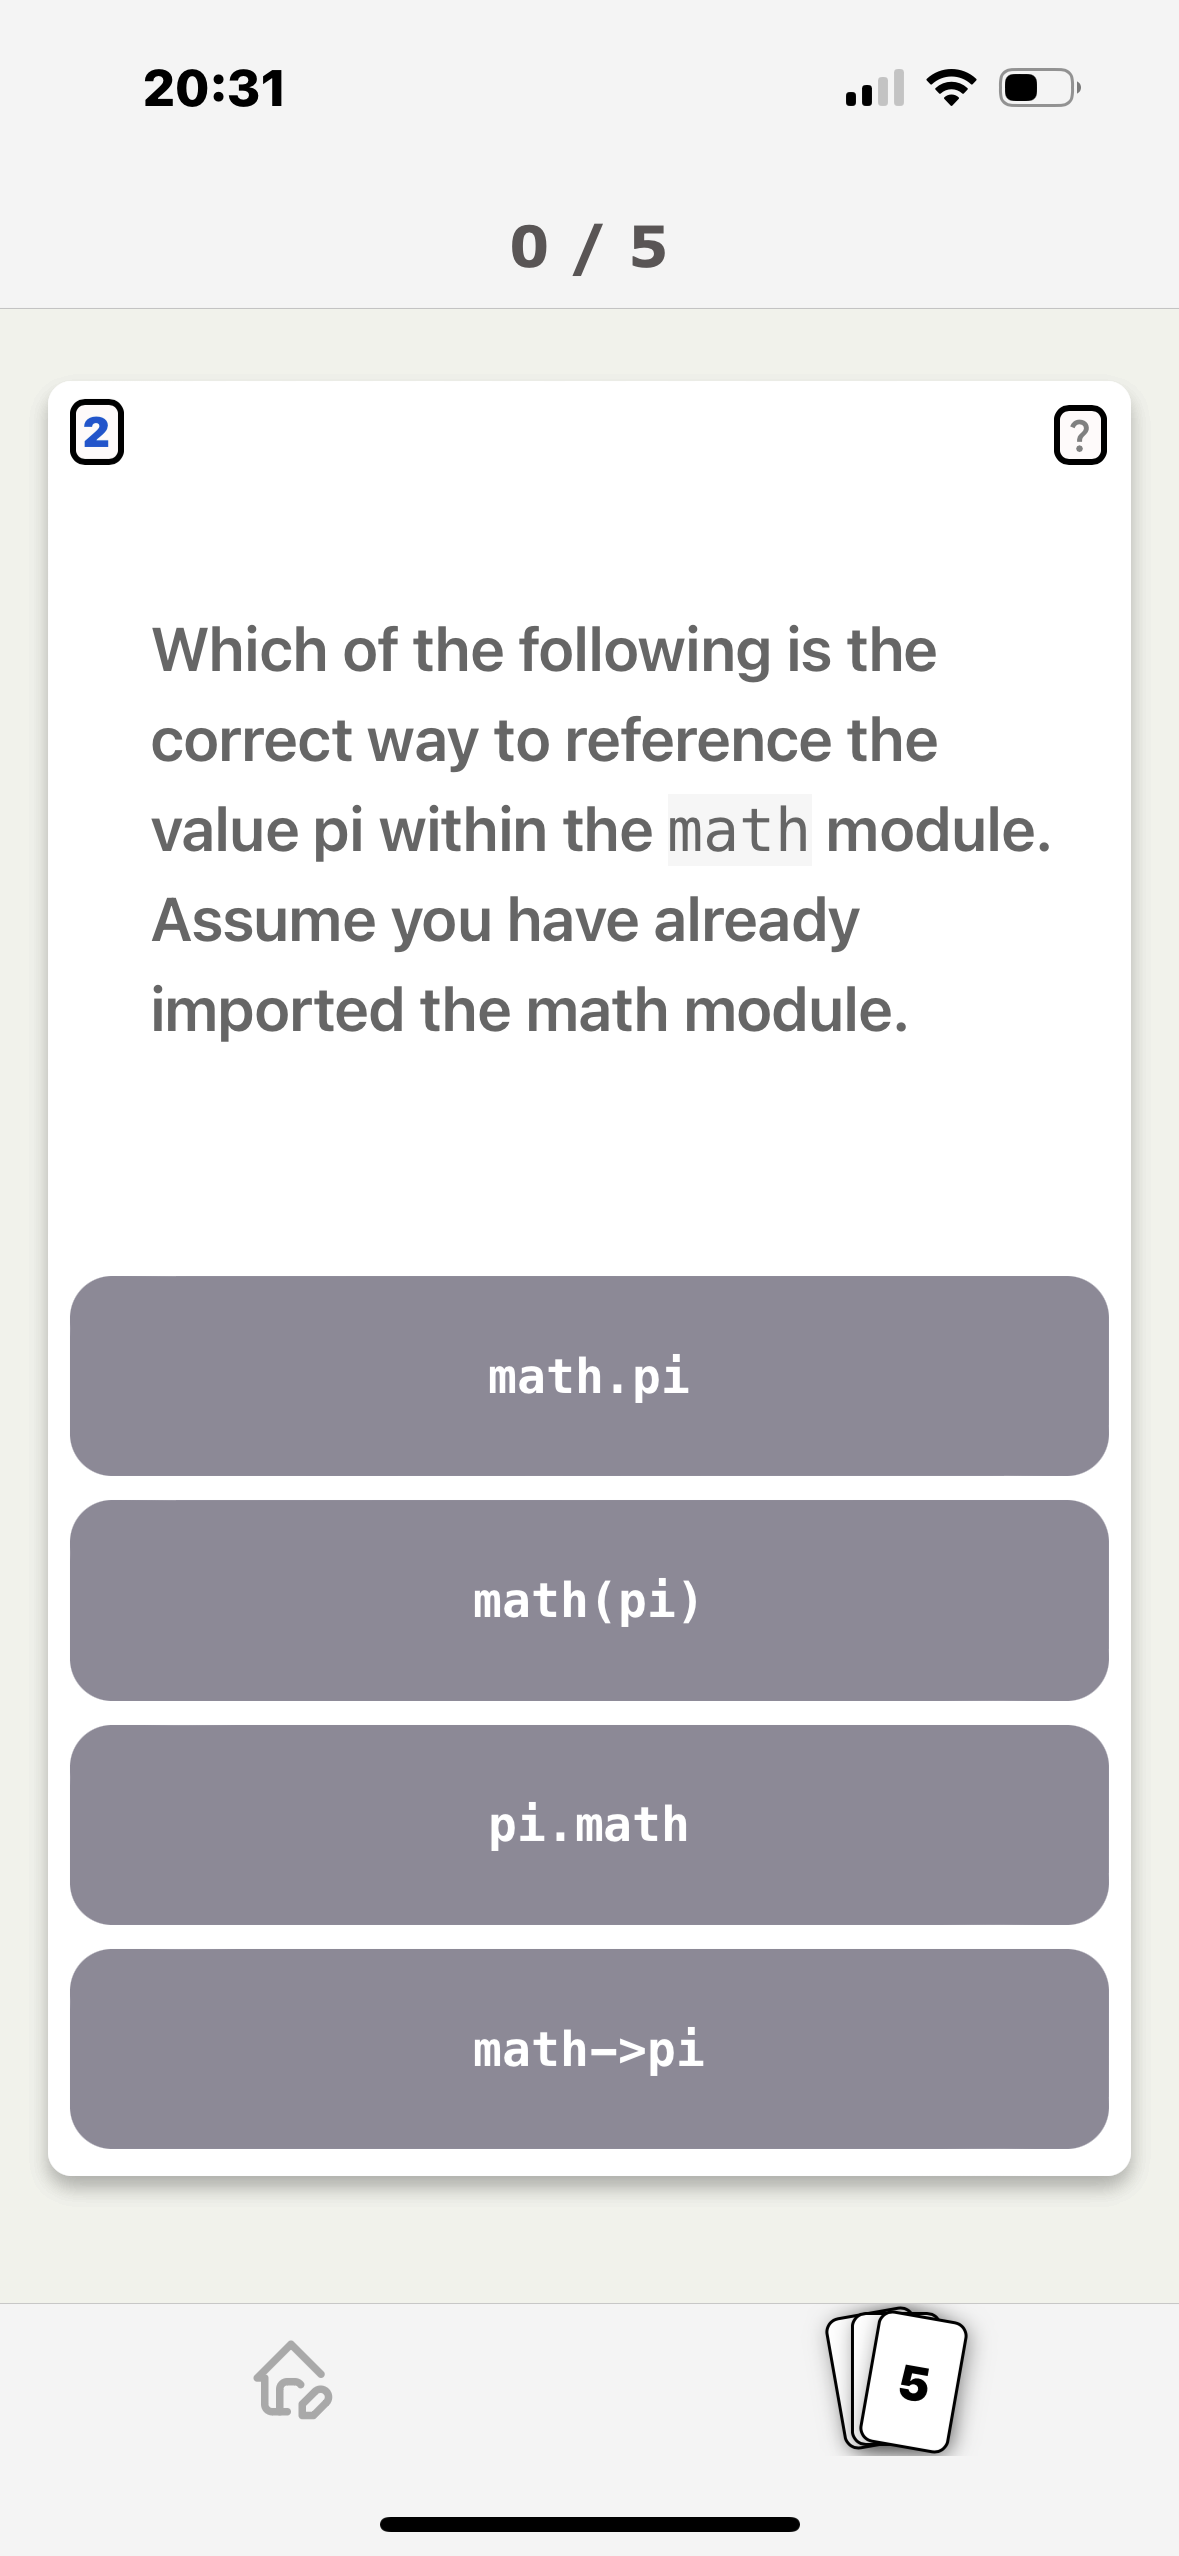 20:31
0 / 5
2
?
Which of the following is the
correct way to reference the
value pi within the math module.
Assume you have already
imported the math module.
math.pi
math(pi)
pi.math
math->pi
5